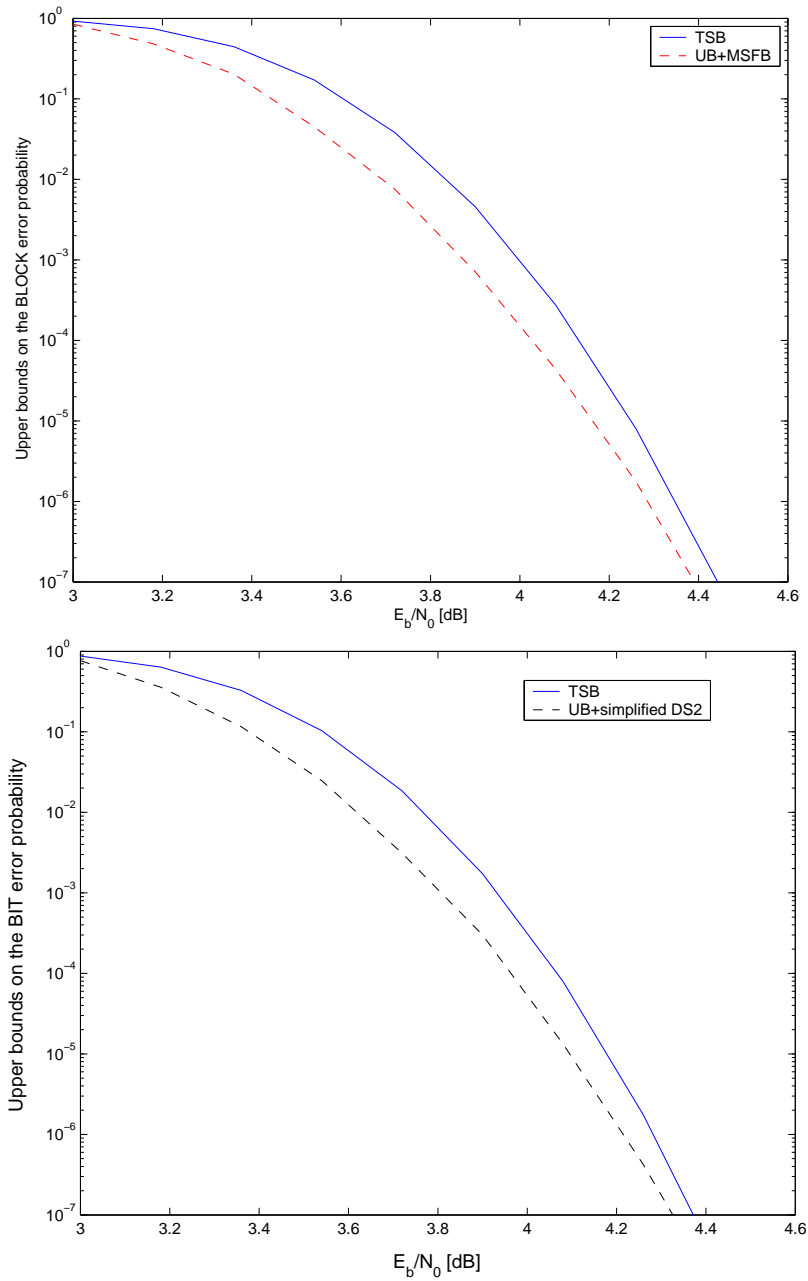 10^0
10^-1
10^-2
10^-3
10^-4
10^-5
10^-6
10^-7
Upper bounds on the BLOCK error probability
TSB
UB+MSFB
3 3.2 3.4 3.6 3.8 4 4.2 4.4 4.6
E_b/N_0 [dB]
10^0
10^-1
10^-2
10^-3
10^-4
10^-5
10^-6
10^-7
Upper bounds on the BIT error probability
TSB
UB+simplified DS2
3 3.2 3.4 3.6 3.8 4 4.2 4.4 4.6
E_b/N_0 [dB]